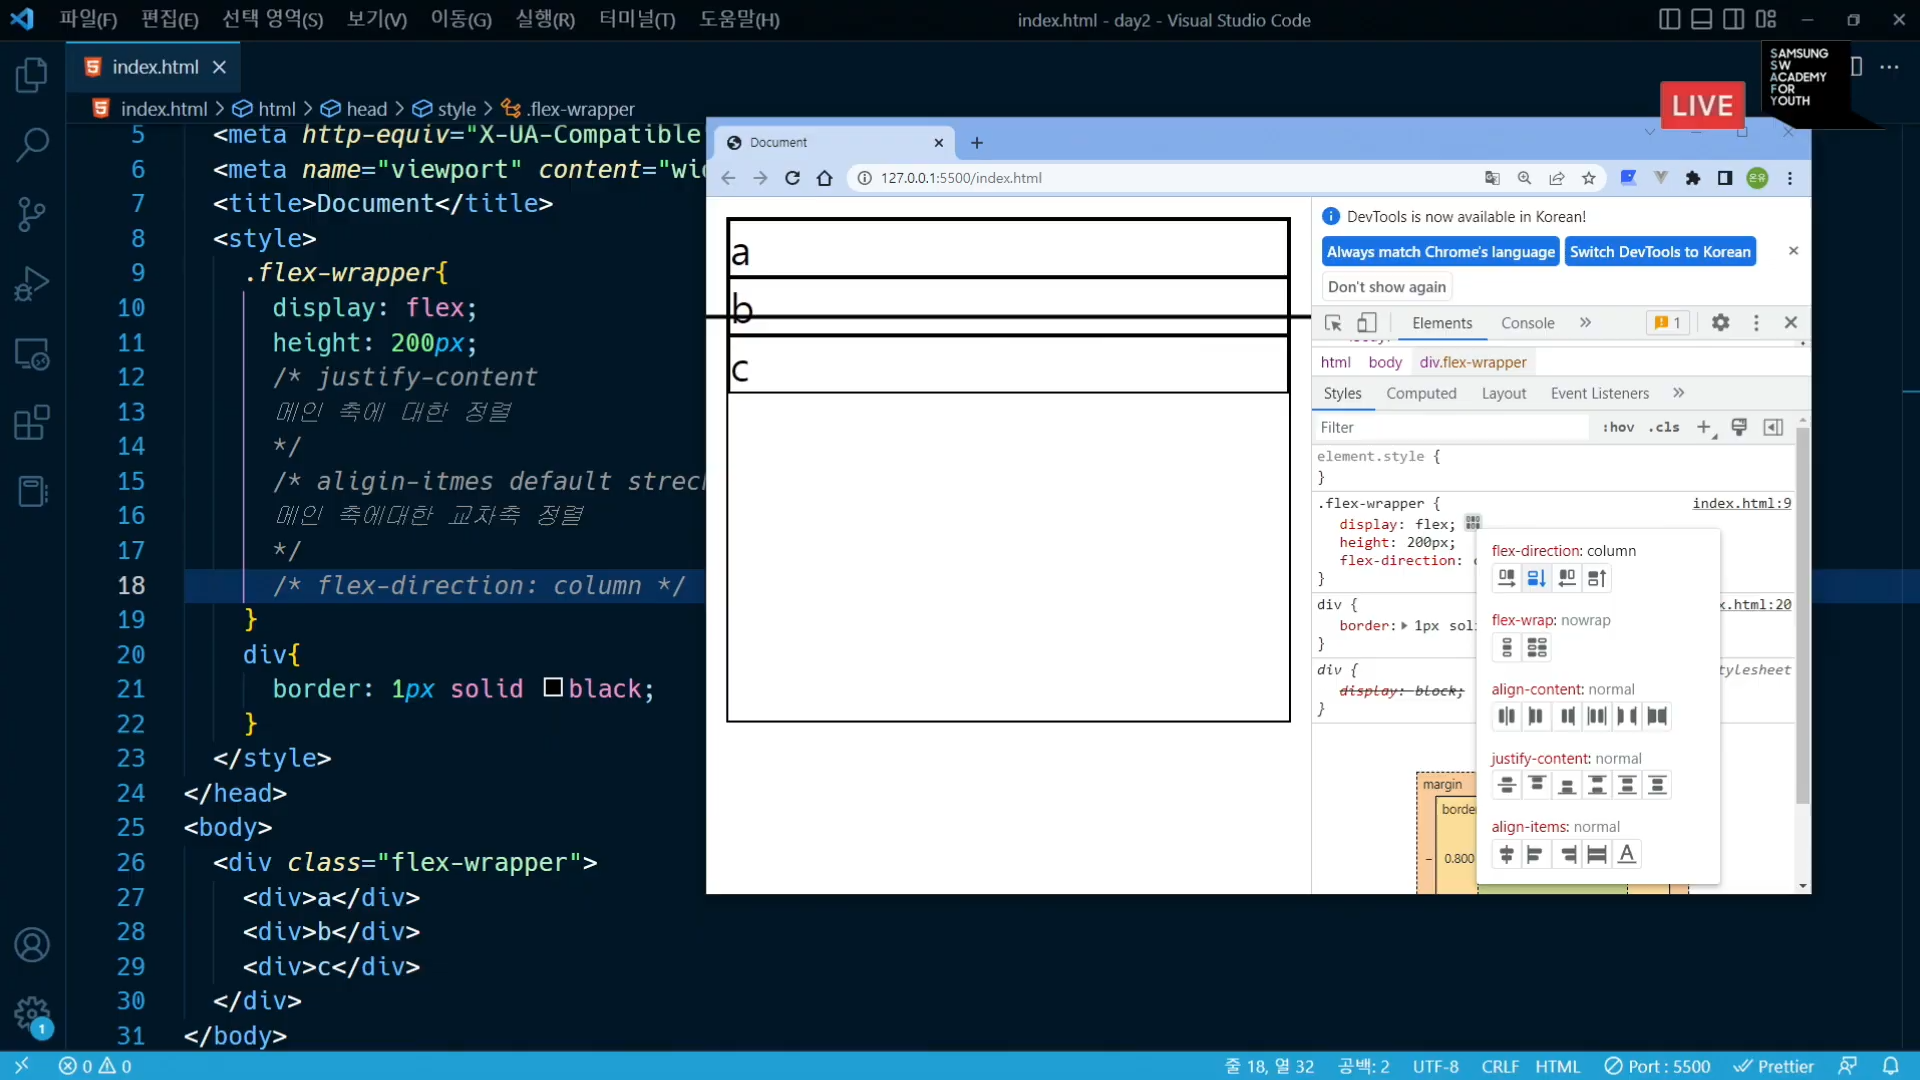 파일(F) 편집(E) 선택 영역(S) 보기(V) 이동(G) 실행(R) 터미널(T) 도움말(H)
index.html - day2 - Visual Studio Code
index.html
index.html > html > head > style > .flex-wrapper
SAMSUNG
SW
ACADEMY
FOR
YOUTH
LIVE
5 <meta http-equiv="X-UA-Compatible"
6 <meta name="viewport" content="wi
7 <title>Document</title>
8 <style>
9 .flex-wrapper{
10 display: flex;
11 height: 200px;
12 /* justify-content
13 메인 축에 대한 정렬
14 */
15 /* aligin-itmes default strec
16 메인 축에대한 교차축 정렬
17 */
18 /* flex-direction: column */
19 }
20 div{
21 border: 1px solid black;
22 }
23 </style>
24 </head>
25 <body>
26 <div class="flex-wrapper">
27 <div>a</div>
28 <div>b</div>
29 <div>c</div>
30 </div>
31 </body>
Document
127.0.0.1:5500/index.html
온유
a
b
c
DevTools is now available in Korean!
Always match Chrome's language
Switch DevTools to Korean
Don't show again
Elements Console » 1
html body div.flex-wrapper
Styles Computed Layout Event Listeners »
Filter :hov .cls
element.style {
}
.flex-wrapper { index.html:9
display: flex;
height: 200px;
flex-direction: c
}
div { x.html:20
border: 1px soli
}
div { tylesheet
display: block;
}
flex-direction: column
flex-wrap: nowrap
align-content: normal
justify-content: normal
align-items: normal
margin
borde
0.800
1
0 0
줄 18, 열 32 공백: 2 UTF-8 CRLF HTML Port : 5500 Prettier